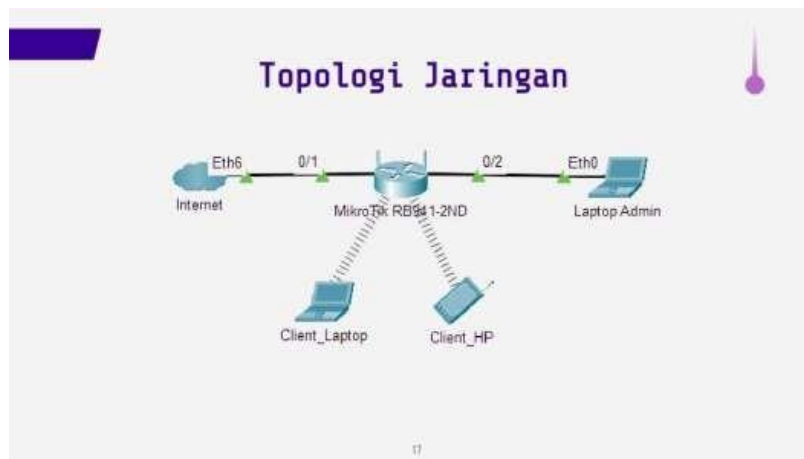 Topologi Jaringan
Eth6 0/1 0/2 Eth0
Internet MikroTik RB941-2ND Laptop Admin
Client_Laptop Client_HP
17